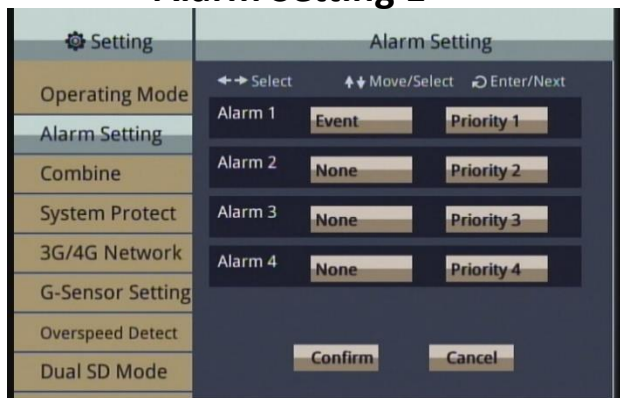 Setting
Alarm Setting
Select Move/Select Enter/Next
Operating Mode
Alarm Setting
Combine
System Protect
3G/4G Network
G-Sensor Setting
Overspeed Detect
Dual SD Mode
Alarm 1 Event Priority 1
Alarm 2 None Priority 2
Alarm 3 None Priority 3
Alarm 4 None Priority 4
Confirm Cancel